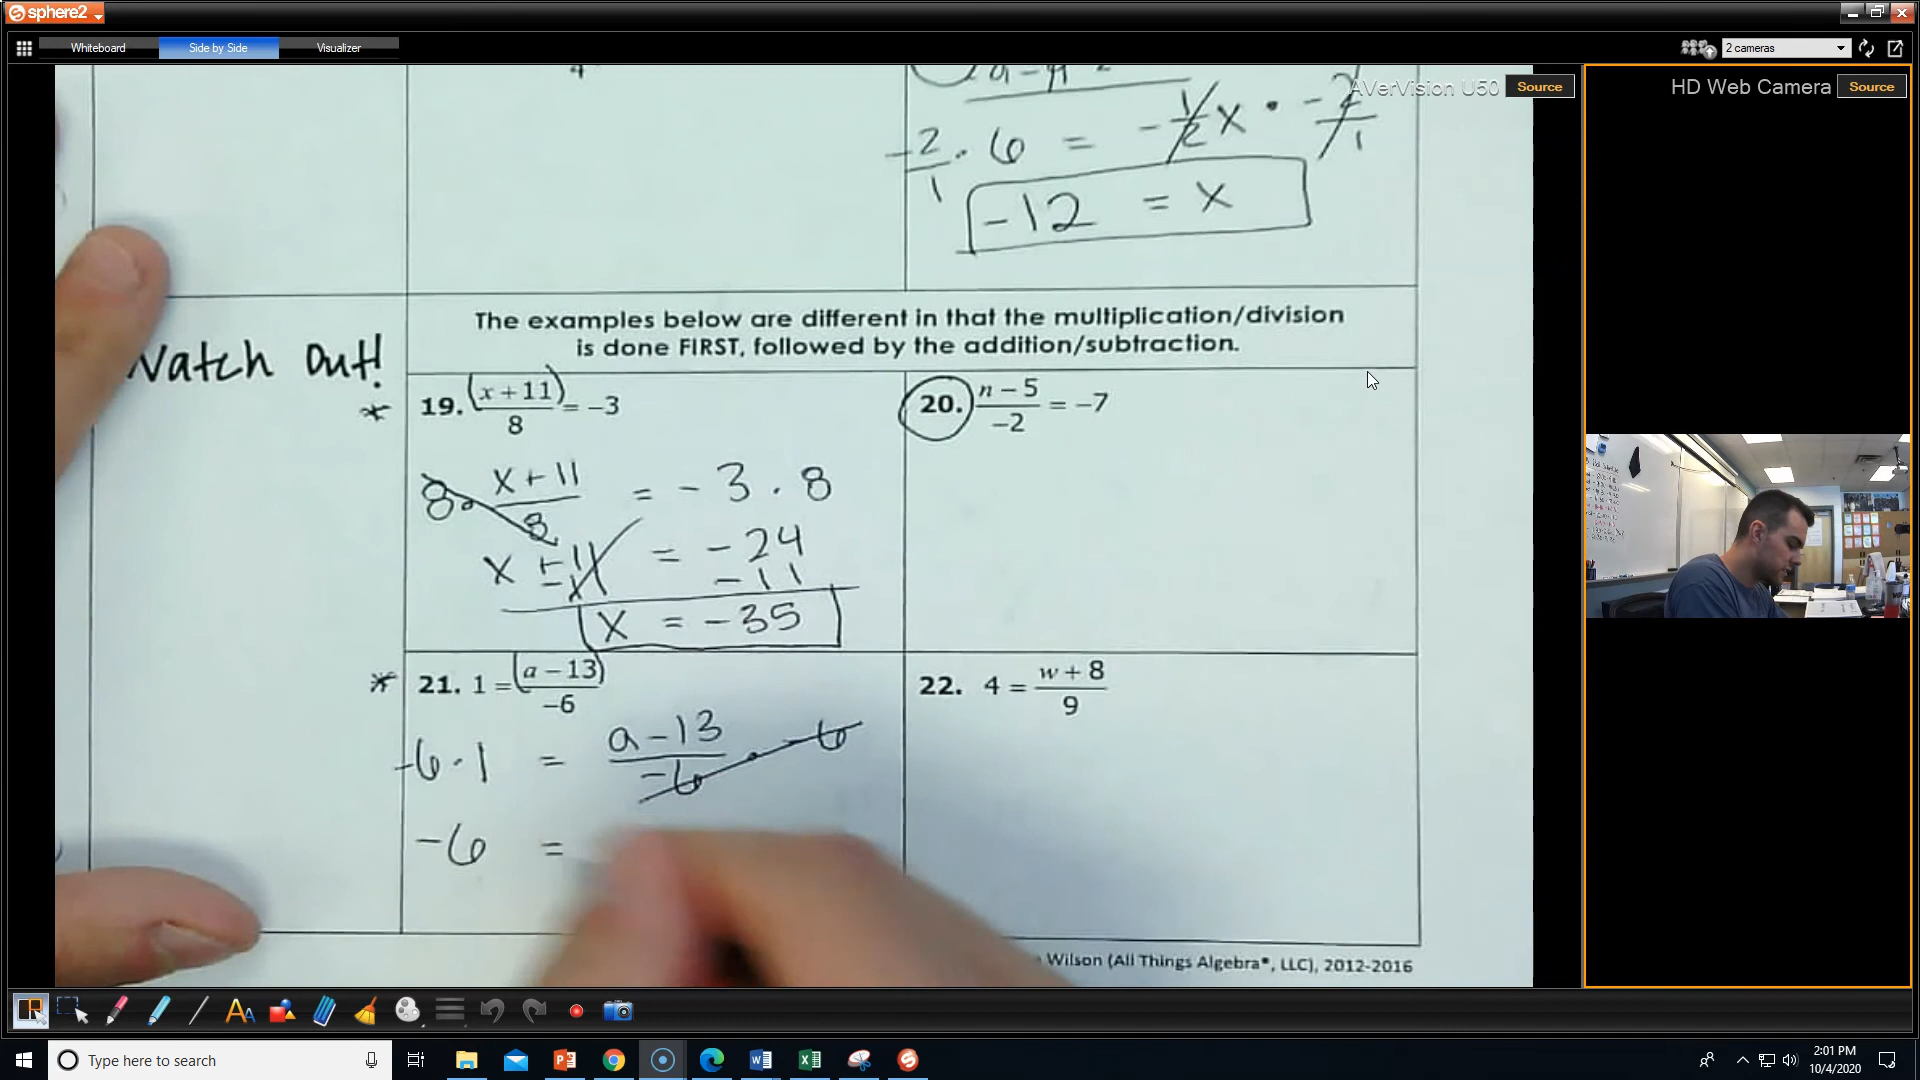 sphere2
Whiteboard Side by Side Visualizer
2 cameras
AVerVision U50 Source
HD Web Camera Source
-2/1 · 6 = -1/2 x · -2/1
-12 = x
The examples below are different in that the multiplication/division
is done FIRST, followed by the addition/subtraction.
Watch Out!
* 19. (x + 11)/8 = -3
8 · x + 11/8 = -3 · 8
x + 11 = -24
-11 -11
x = -35
20. n - 5/-2 = -7
* 21. 1 = (a - 13)/-6
-6 · 1 = a - 13/-6 · -6
-6 =
22. 4 = w + 8/9
Wilson (All Things Algebra®, LLC), 2012-2016
Type here to search
2:01 PM
10/4/2020